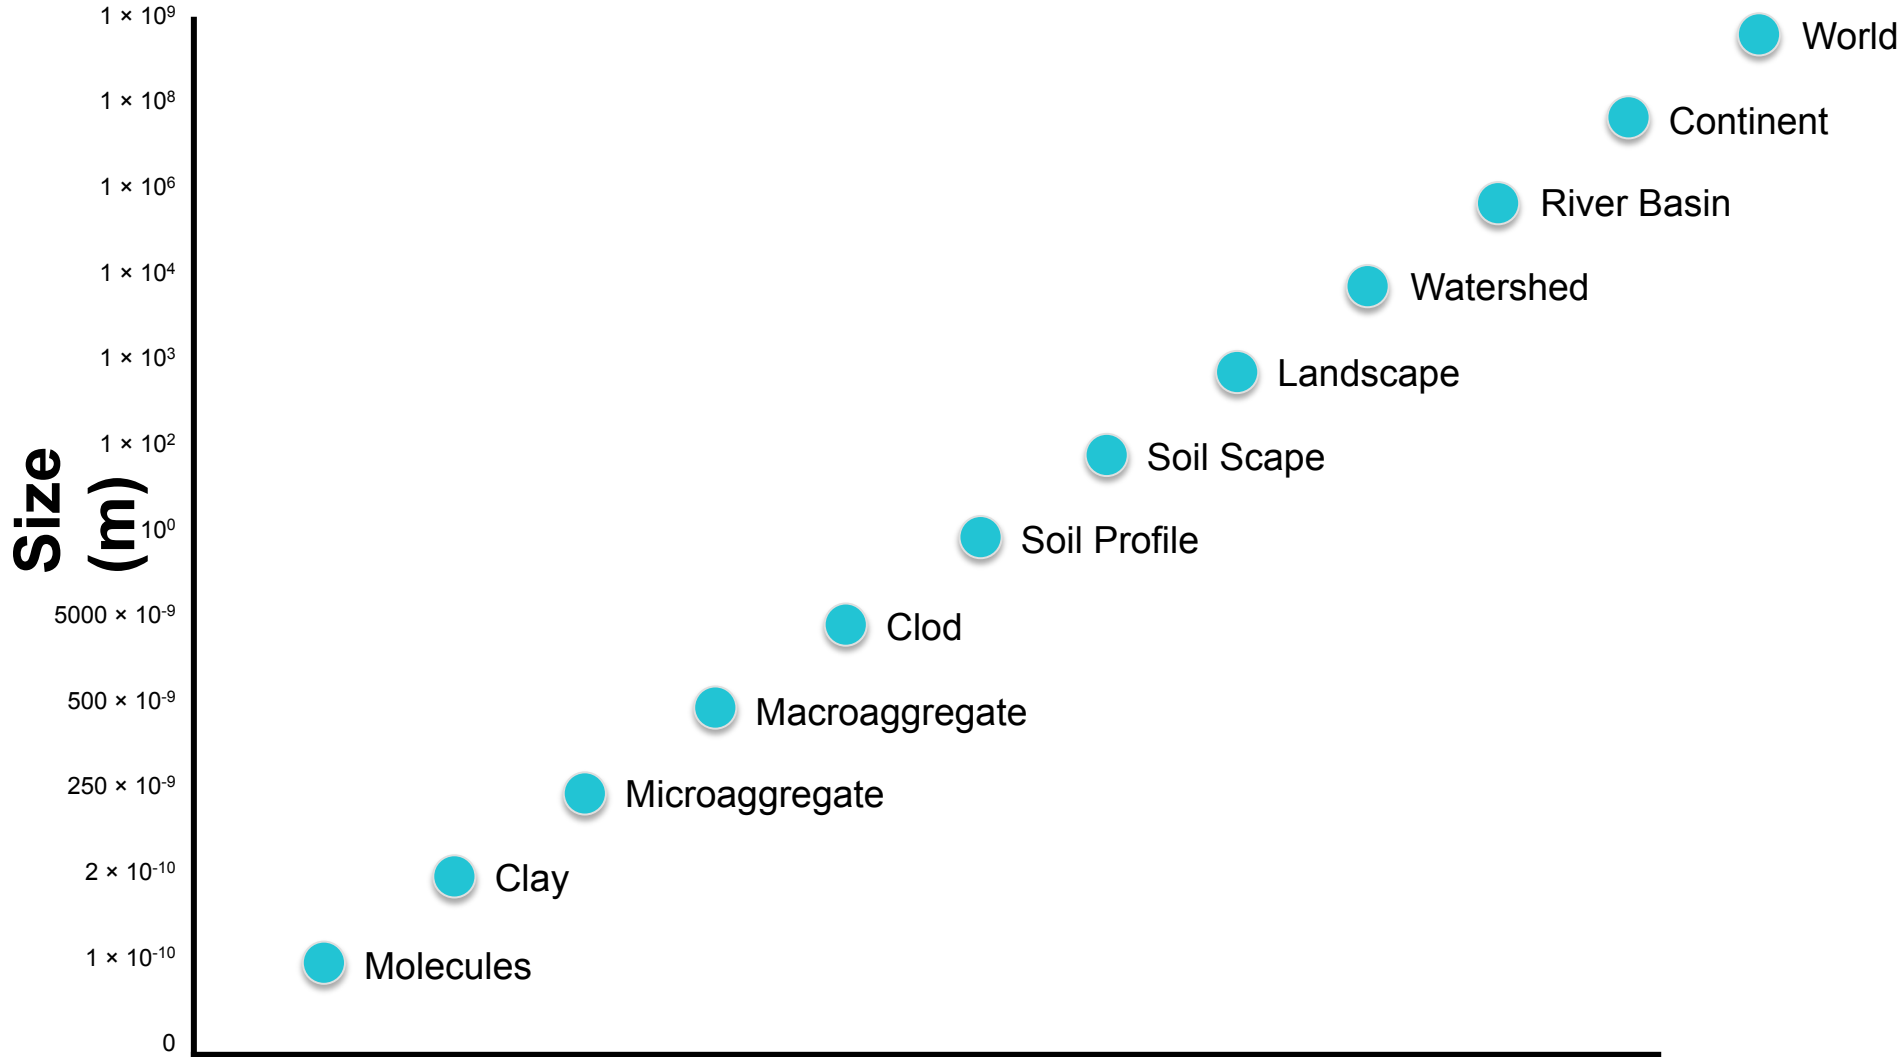 1 × 10⁹
World
1 × 10⁸
Continent
1 × 10⁶
River Basin
1 × 10⁴
Watershed
1 × 10³
Landscape
1 × 10²
Soil Scape
Size
(m)
10⁰
Soil Profile
5000 × 10⁻⁹
Clod
500 × 10⁻⁹
Macroaggregate
250 × 10⁻⁹
Microaggregate
2 × 10⁻¹⁰
Clay
1 × 10⁻¹⁰
Molecules
0